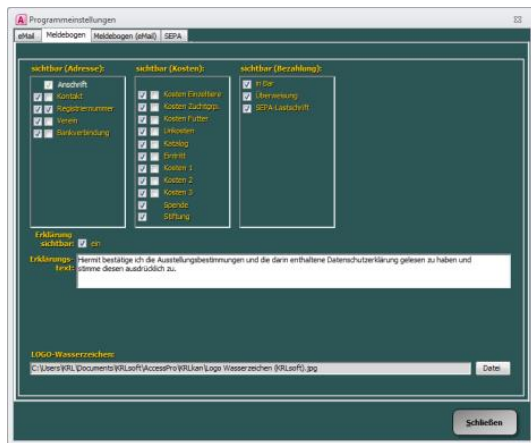 Programmeinstellungen
eMail Meldebogen Meldebogen (eMail) SEPA
sichtbar (Adresse):
Anschrift
Kontakt
Registriernummer
Verein
Bankverbindung
sichtbar (Kosten):
Kosten Einzeltiere
Kosten Zuchtgrp.
Kosten Futter
Unkosten
Katalog
Eintritt
Kosten 1
Kosten 2
Kosten 3
Spende
Stiftung
sichtbar (Bezahlung):
in Bar
Überweisung
SEPA-Lastschrift
Erklärung
sichtbar: ein
Erklärungs-
text:
Hiermit bestätige ich die Ausstellungsbestimmungen und die darin enthaltene Datenschutzerklärung gelesen zu haben und
stimme diesen ausdrücklich zu.
LOGO-Wasserzeichen:
C:\Users\KRL\Documents\KRLsoft\AccessPro\KRLkan\Logo Wasserzeichen (KRLsoft).jpg
Datei
Schließen